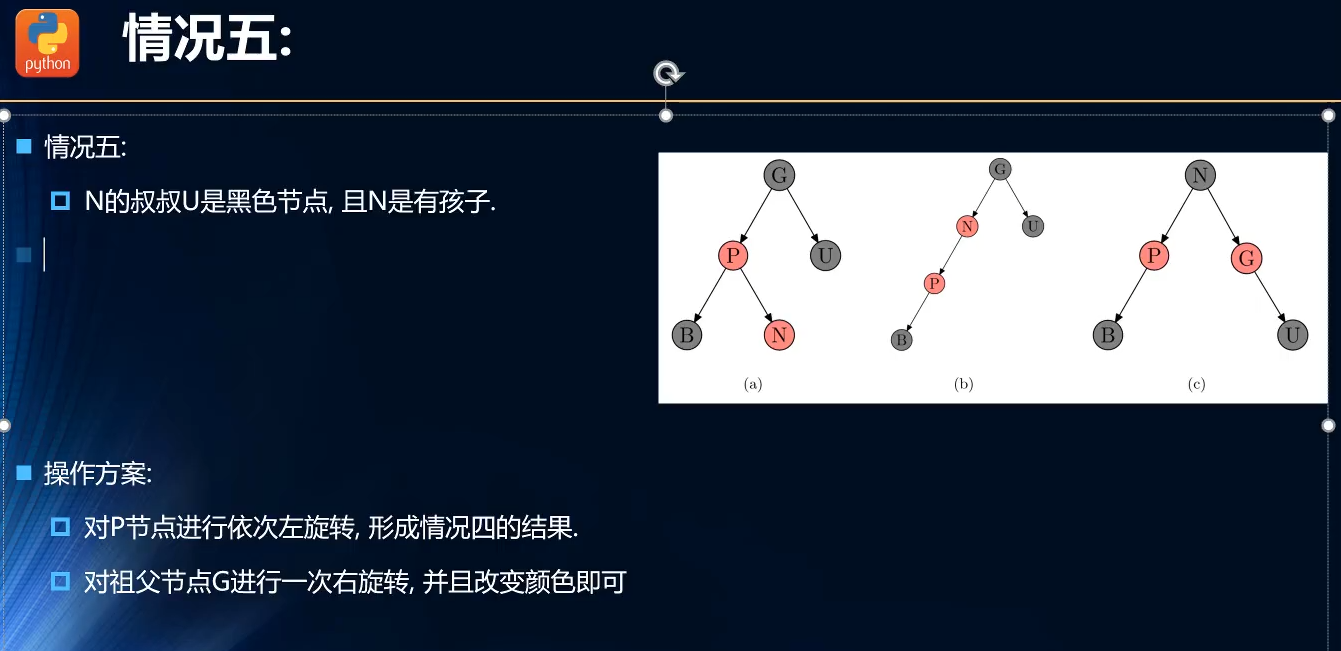 python
情况五:
情况五:
N的叔叔U是黑色节点, 且N是有孩子.
G
P
U
B
N
(a)
G
N
U
P
B
(b)
N
P
G
B
U
(c)
操作方案:
对P节点进行依次左旋转, 形成情况四的结果.
对祖父节点G进行一次右旋转, 并且改变颜色即可